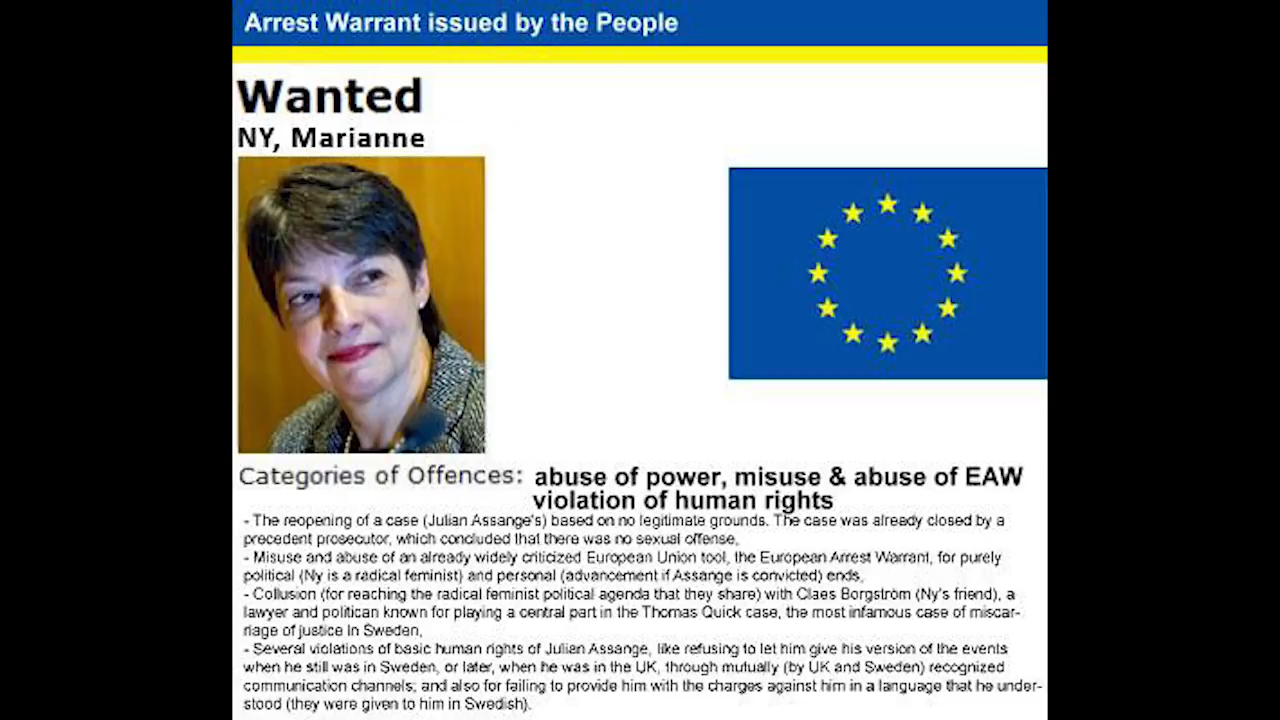 Arrest Warrant issued by the People
Wanted
NY, Marianne
Categories of Offences: abuse of power, misuse & abuse of EAW
violation of human rights
- The reopening of a case (Julian Assange's) based on no legitimate grounds. The case was already closed by a
precedent prosecutor, which concluded that there was no sexual offense,
- Misuse and abuse of an already widely criticized European Union tool, the European Arrest Warrant, for purely
political (Ny is a radical feminist) and personal (advancement if Assange is convicted) ends,
- Collusion (for reaching the radical feminist political agenda that they share) with Claes Borgström (Ny's friend), a
lawyer and politican known for playing a central part in the Thomas Quick case, the most infamous case of miscar-
riage of justice in Sweden,
- Several violations of basic human rights of Julian Assange, like refusing to let him give his version of the events
when he still was in Sweden, or later, when he was in the UK, through mutually (by UK and Sweden) recognized
communication channels; and also for failing to provide him with the charges against him in a language that he under-
stood (they were given to him in Swedish).